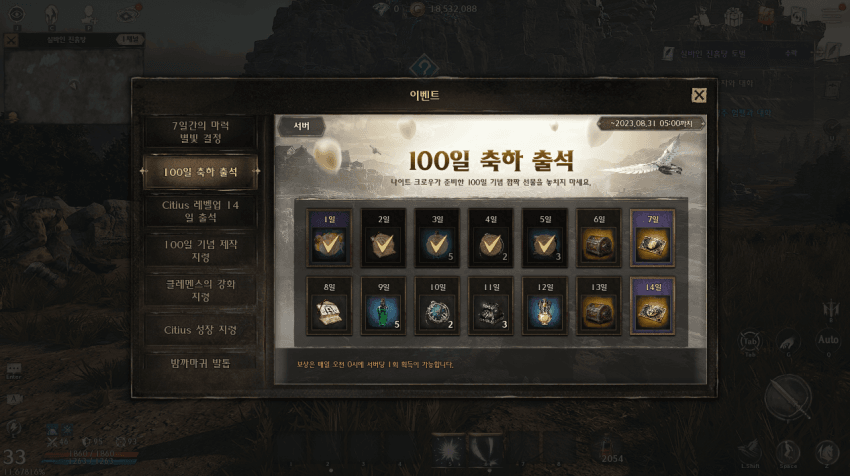 18,532,088
이벤트
7일간의 마력
별빛 결정
100일 축하 출석
Citius 레벨업 14
일 출석
100일 기념 제작
지령
클레멘스의 강화
지령
Citius 성장 지령
밤까마귀 발톱
서버
~2023.08.31 05:00까지
100일 축하 출석
나이트 크로우가 준비한 100일 기념 깜짝 선물을 놓치지 마세요.
1일
2일
3일
4일
5일
6일
7일
5
2
3
8일
9일
10일
11일
12일
13일
14일
5
2
3
보상은 매일 오전 0시에 서버당 1회 획득이 가능합니다.
Tab
Auto
33
2054